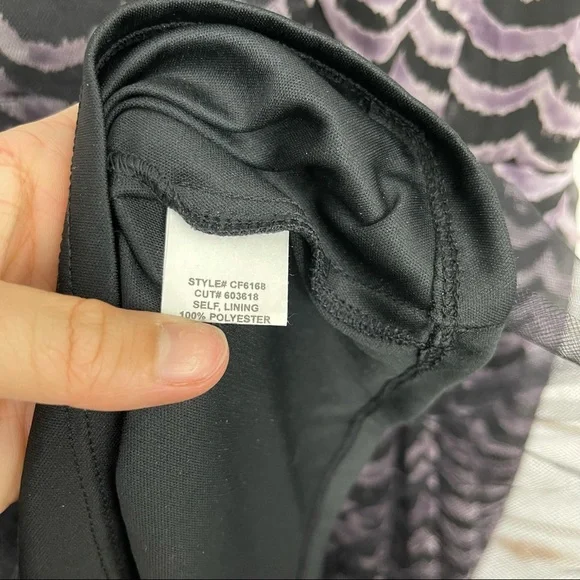 STYLE# CF6168
CUT# 603618
SELF, LINING
100% POLYESTER